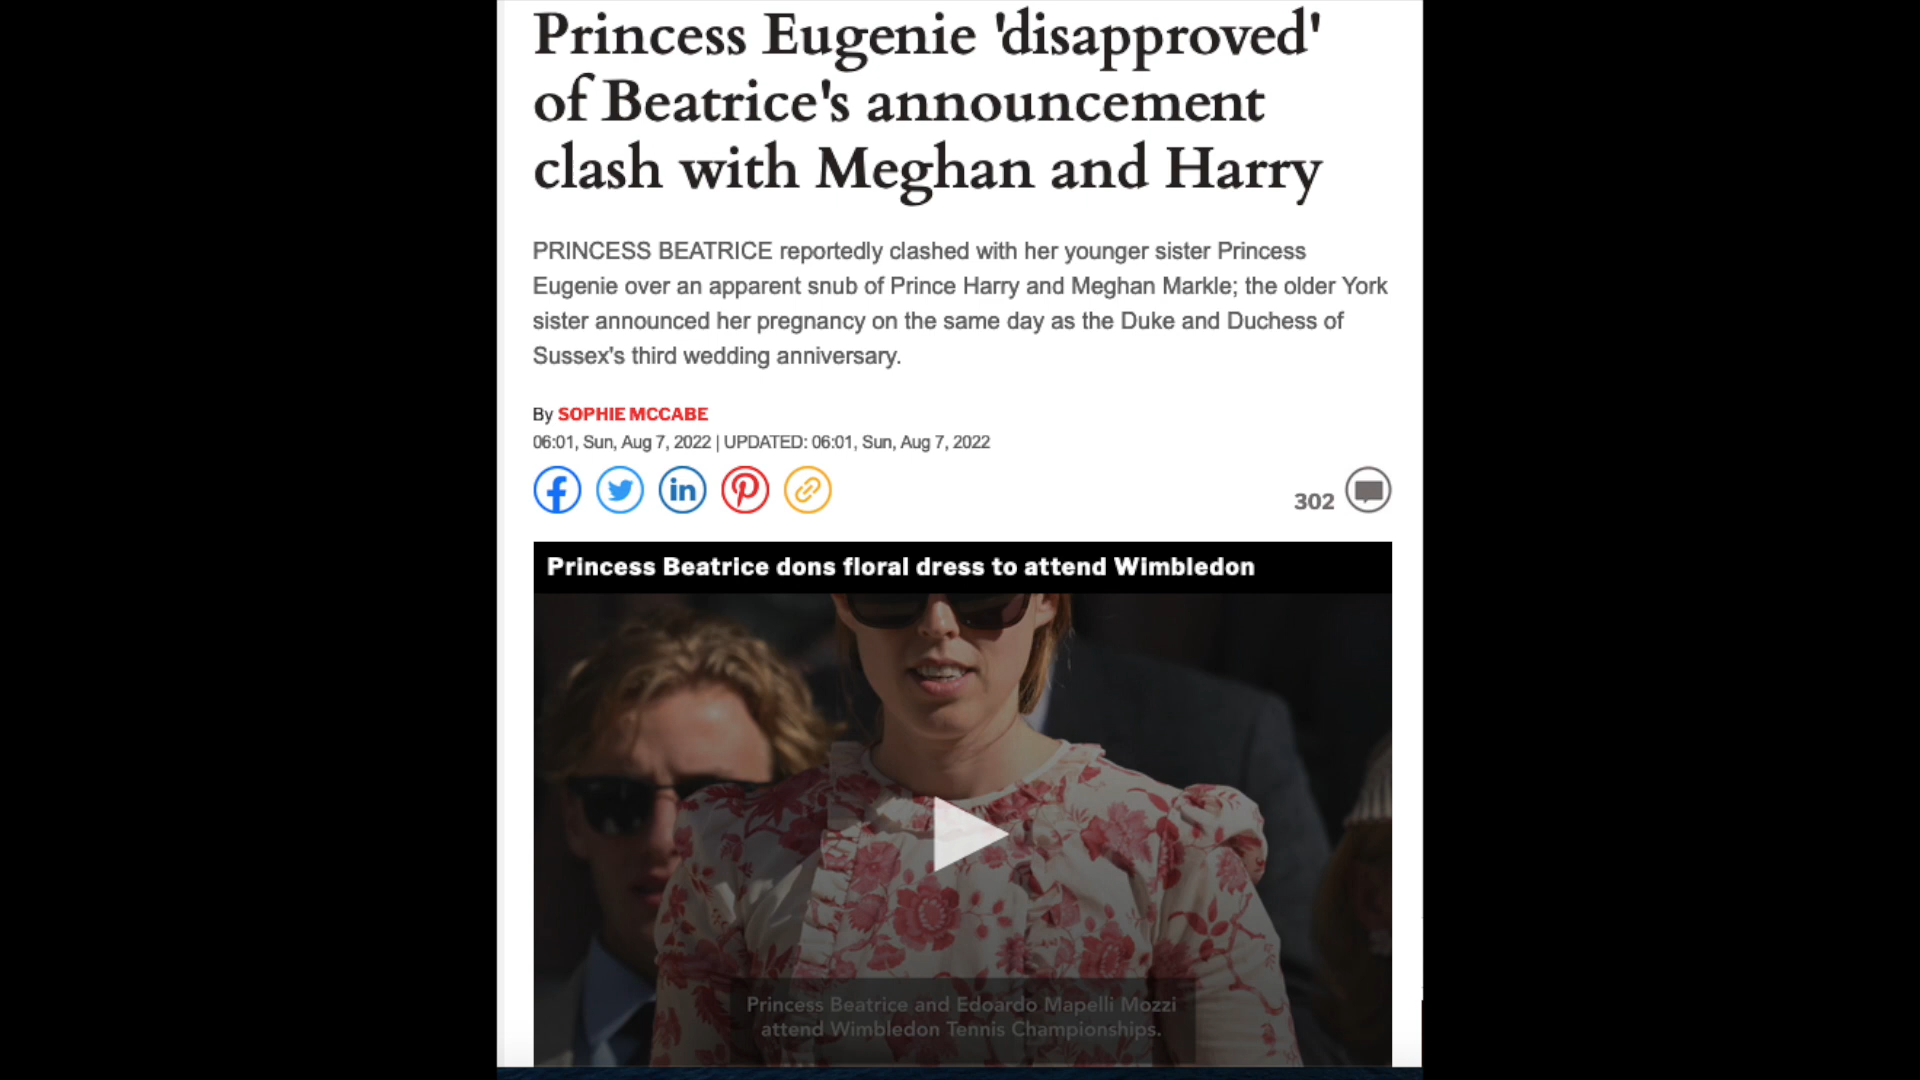 Princess Eugenie 'disapproved'
of Beatrice's announcement
clash with Meghan and Harry
PRINCESS BEATRICE reportedly clashed with her younger sister Princess
Eugenie over an apparent snub of Prince Harry and Meghan Markle; the older York
sister announced her pregnancy on the same day as the Duke and Duchess of
Sussex's third wedding anniversary.
By SOPHIE MCCABE
06:01, Sun, Aug 7, 2022 | UPDATED: 06:01, Sun, Aug 7, 2022
302
Princess Beatrice dons floral dress to attend Wimbledon
Princess Beatrice and Edoardo Mapelli Mozzi
attend Wimbledon Tennis Championships.